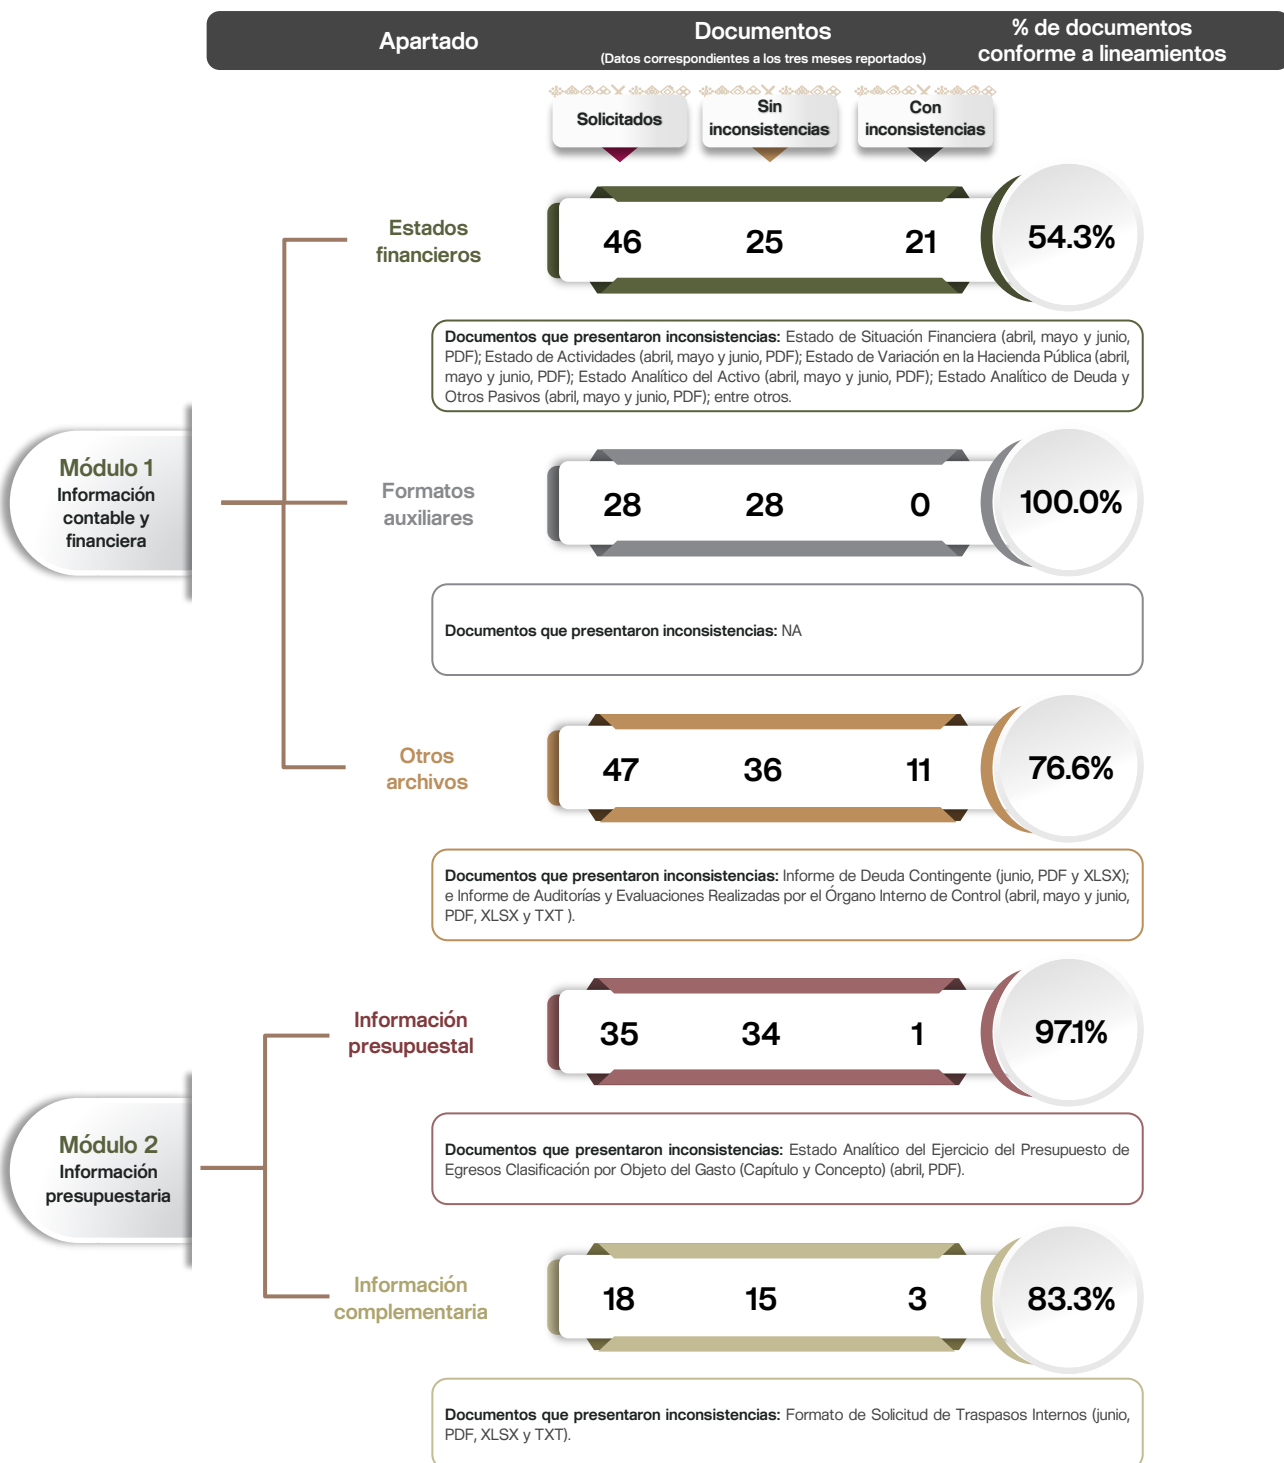 Apartado
Documentos
(Datos correspondientes a los tres meses reportados)
% de documentos
conforme a lineamientos
Solicitados
Sin
inconsistencias
Con
inconsistencias
Módulo 1
Información
contable y
financiera
Estados
financieros
46 25 21 54.3%
Documentos que presentaron inconsistencias: Estado de Situación Financiera (abril, mayo y junio,
PDF); Estado de Actividades (abril, mayo y junio, PDF); Estado de Variación en la Hacienda Pública (abril,
mayo y junio, PDF); Estado Analítico del Activo (abril, mayo y junio, PDF); Estado Analítico de Deuda y
Otros Pasivos (abril, mayo y junio, PDF); entre otros.
Formatos
auxiliares
28 28 0 100.0%
Documentos que presentaron inconsistencias: NA
Otros
archivos
47 36 11 76.6%
Documentos que presentaron inconsistencias: Informe de Deuda Contingente (junio, PDF y XLSX);
e Informe de Auditorías y Evaluaciones Realizadas por el Órgano Interno de Control (abril, mayo y junio,
PDF, XLSX y TXT ).
Módulo 2
Información
presupuestaria
Información
presupuestal
35 34 1 97.1%
Documentos que presentaron inconsistencias: Estado Analítico del Ejercicio del Presupuesto de
Egresos Clasificación por Objeto del Gasto (Capítulo y Concepto) (abril, PDF).
Información
complementaria
18 15 3 83.3%
Documentos que presentaron inconsistencias: Formato de Solicitud de Traspasos Internos (junio,
PDF, XLSX y TXT).